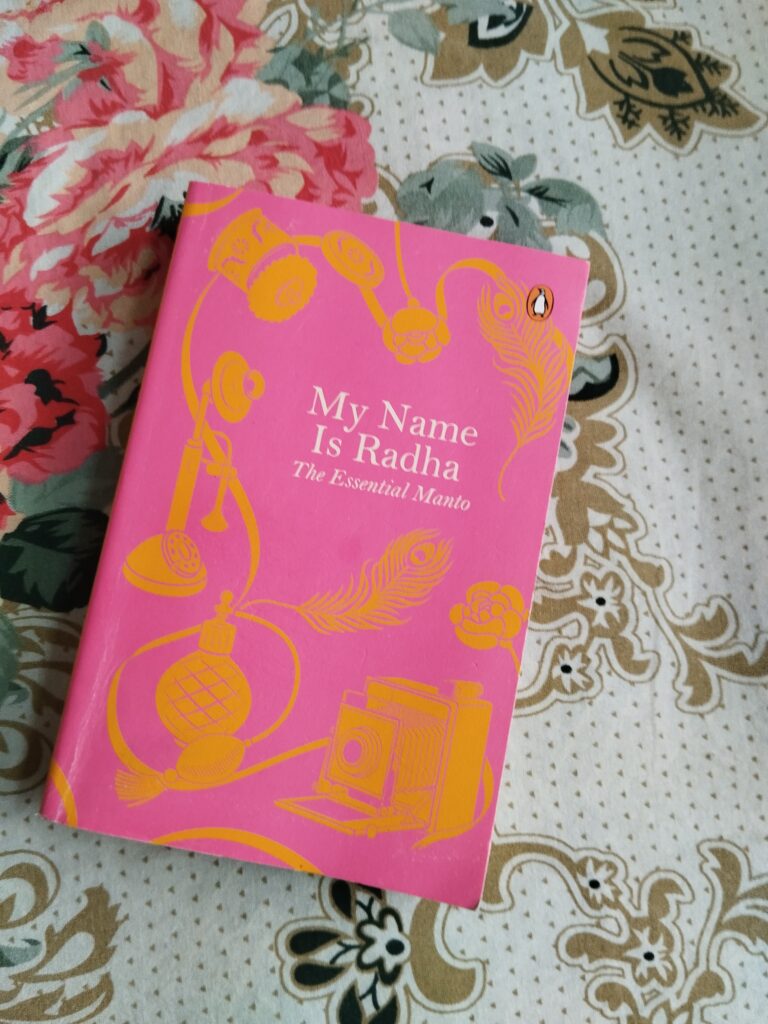 My Name
Is Radha
The Essential Manto